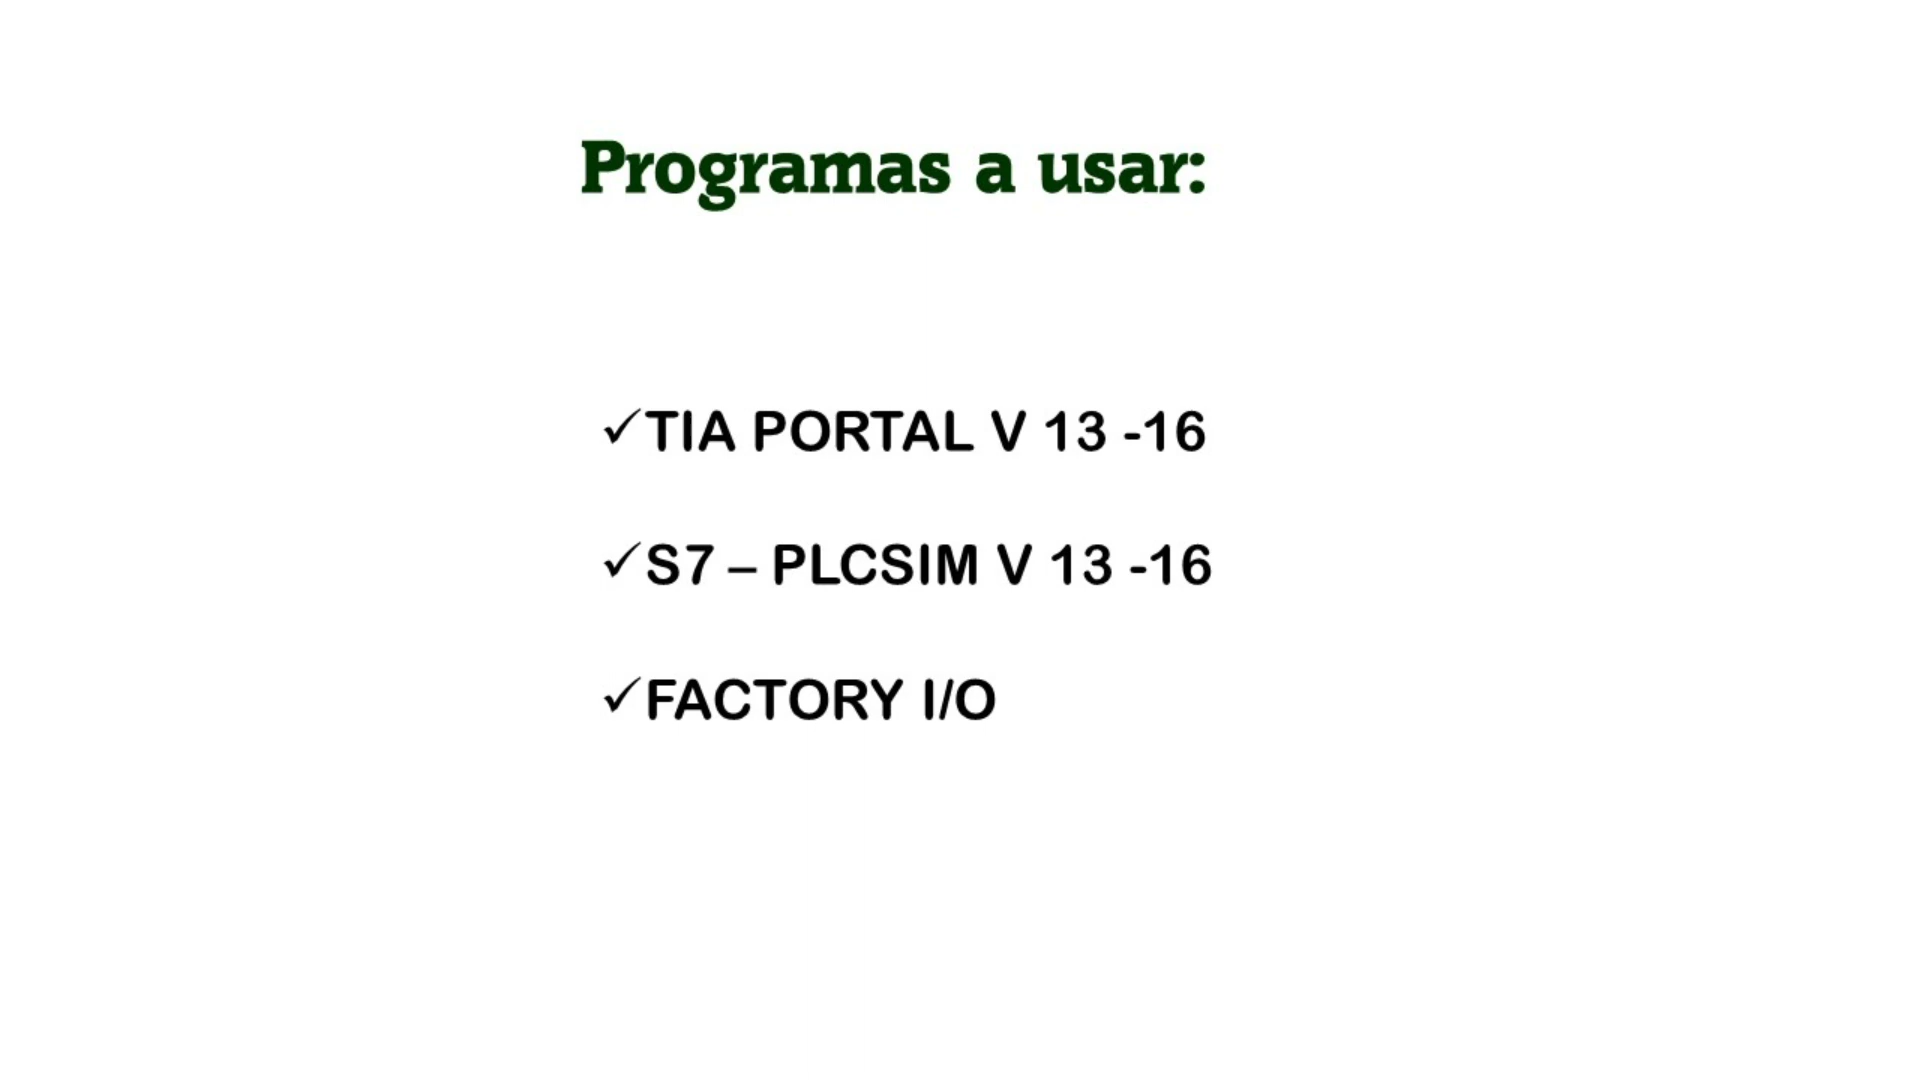 Programas a usar:
✓TIA PORTAL V 13 -16
✓S7 – PLCSIM V 13 -16
✓FACTORY I/O